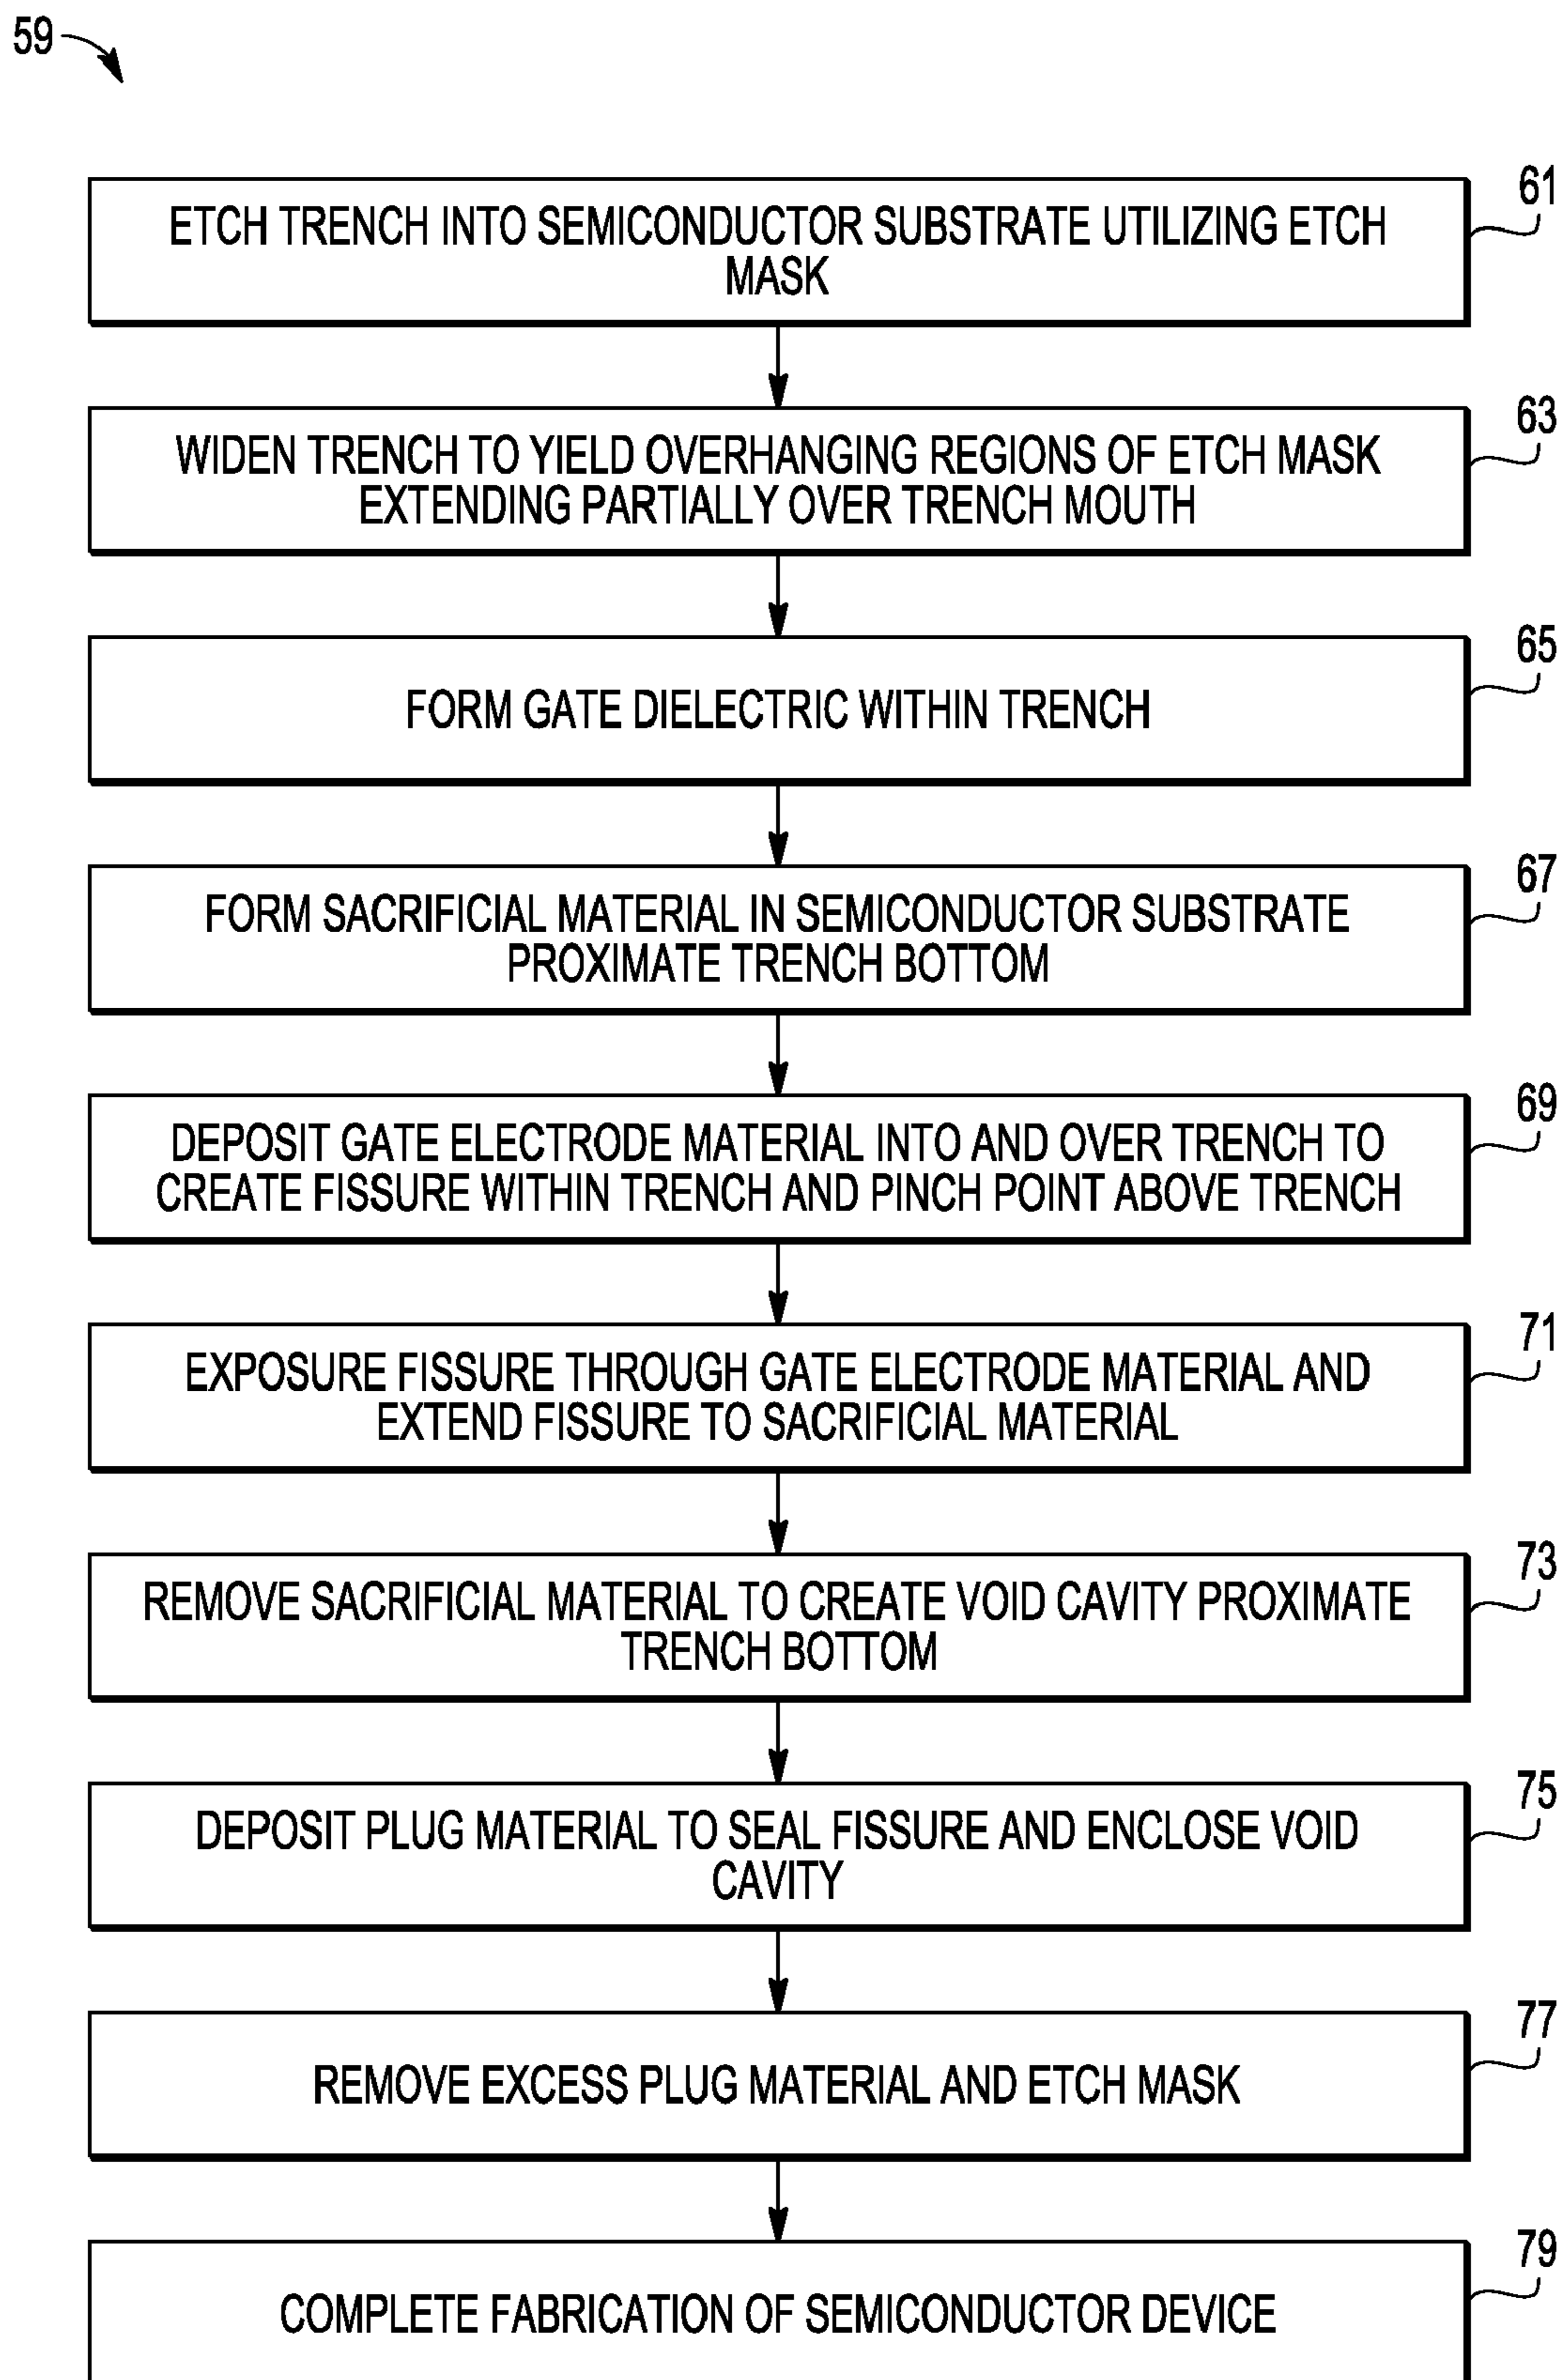 59
61
ETCH TRENCH INTO SEMICONDUCTOR SUBSTRATE UTILIZING ETCH
MASK
63
WIDEN TRENCH TO YIELD OVERHANGING REGIONS OF ETCH MASK
EXTENDING PARTIALLY OVER TRENCH MOUTH
65
FORM GATE DIELECTRIC WITHIN TRENCH
67
FORM SACRIFICIAL MATERIAL IN SEMICONDUCTOR SUBSTRATE
PROXIMATE TRENCH BOTTOM
69
DEPOSIT GATE ELECTRODE MATERIAL INTO AND OVER TRENCH TO
CREATE FISSURE WITHIN TRENCH AND PINCH POINT ABOVE TRENCH
71
EXPOSURE FISSURE THROUGH GATE ELECTRODE MATERIAL AND
EXTEND FISSURE TO SACRIFICIAL MATERIAL
73
REMOVE SACRIFICIAL MATERIAL TO CREATE VOID CAVITY PROXIMATE
TRENCH BOTTOM
75
DEPOSIT PLUG MATERIAL TO SEAL FISSURE AND ENCLOSE VOID
CAVITY
77
REMOVE EXCESS PLUG MATERIAL AND ETCH MASK
79
COMPLETE FABRICATION OF SEMICONDUCTOR DEVICE